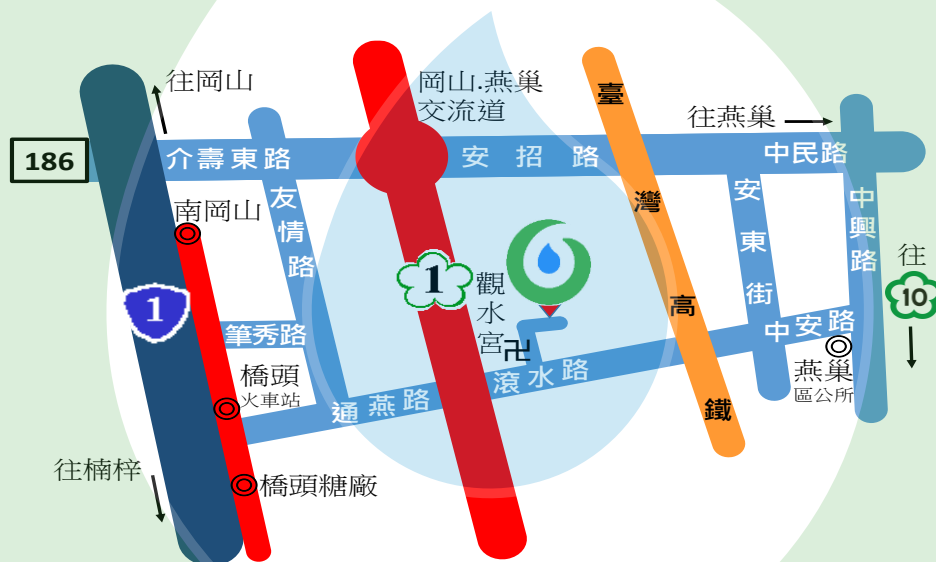 往岡山
岡山.燕巢
交流道
往燕巢
186
介壽東路
安招路
中民路
臺灣高鐵
南岡山
友情路
安東街
中興路
往
10
1
1
觀水宮
卍
筆秀路
中安路
橋頭
火車站
通燕路
滾水路
燕巢
區公所
往楠梓
橋頭糖廠